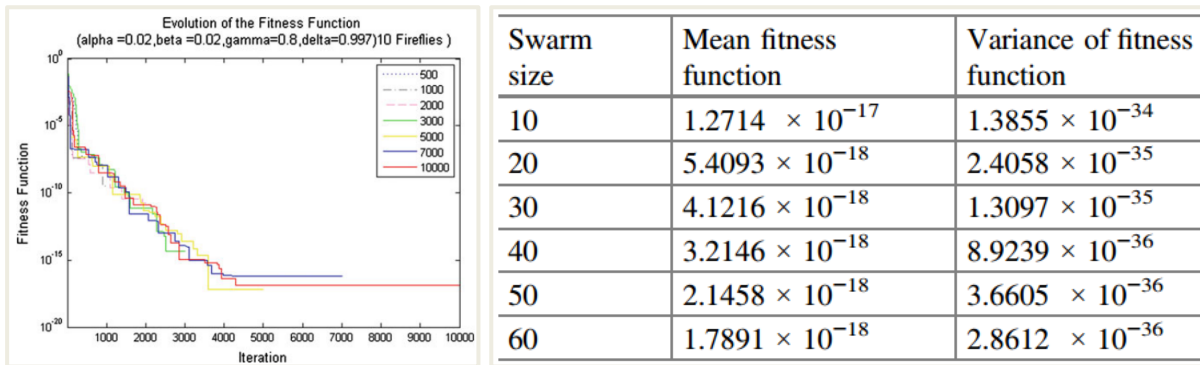 Evolution of the Fitness Function
(alpha =0.02,beta =0.02,gamma=0.8,delta=0.997)10 Fireflies )
10^0
10^-5
10^-10
10^-15
10^-20
Fitness Function
500
1000
2000
3000
5000
7000
10000
1000 2000 3000 4000 5000 6000 7000 8000 9000 10000
Iteration
Swarm size Mean fitness function Variance of fitness function
10 1.2714 × 10^−17 1.3855 × 10^−34
20 5.4093 × 10^−18 2.4058 × 10^−35
30 4.1216 × 10^−18 1.3097 × 10^−35
40 3.2146 × 10^−18 8.9239 × 10^−36
50 2.1458 × 10^−18 3.6605 × 10^−36
60 1.7891 × 10^−18 2.8612 × 10^−36